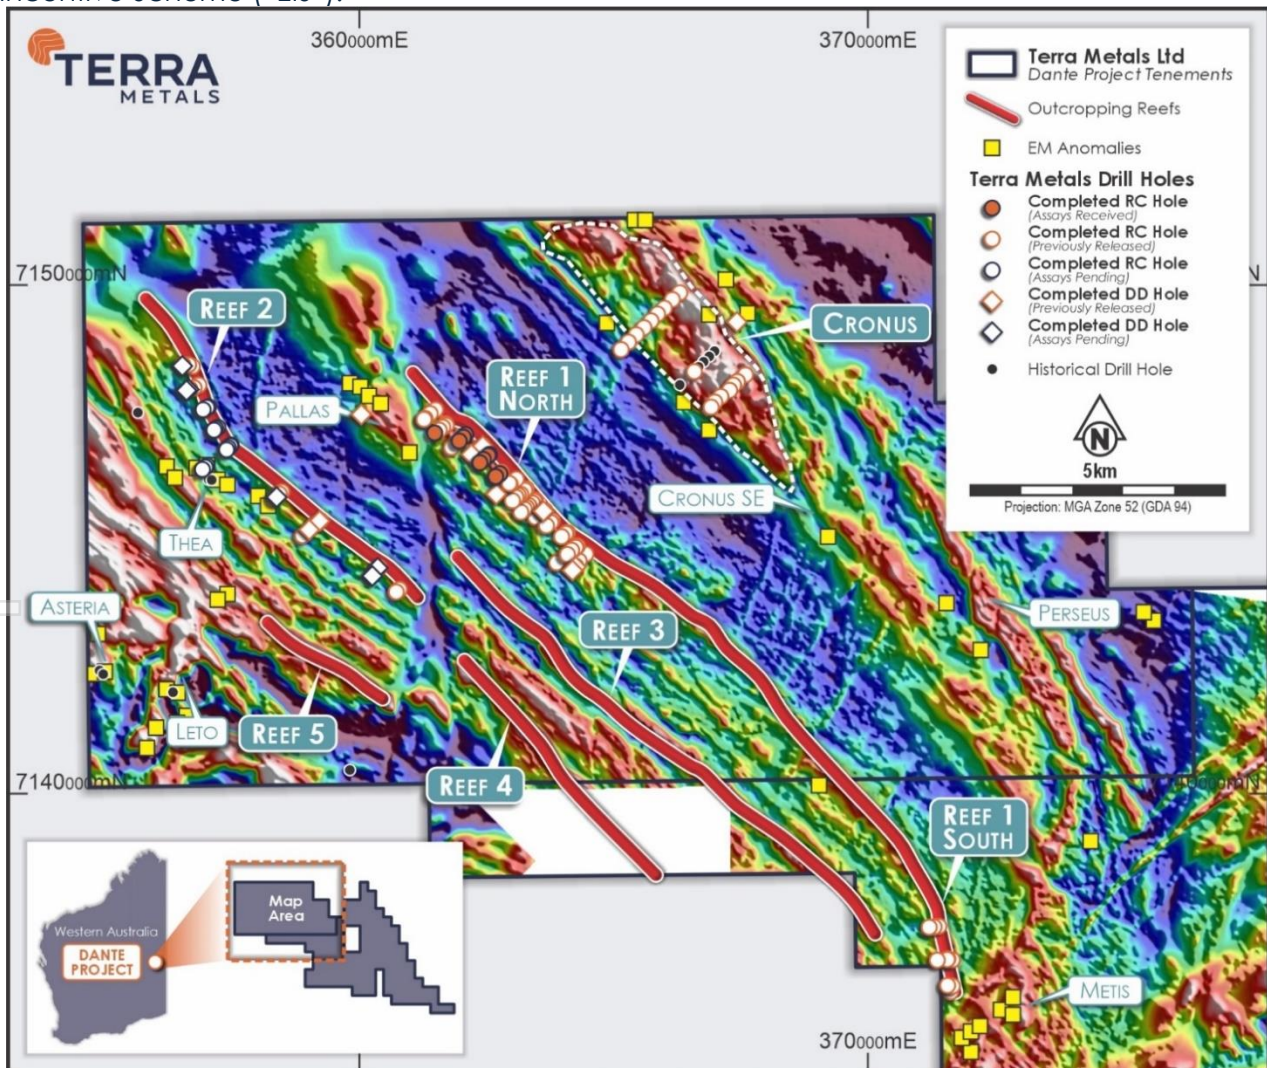 360000mE
370000mE
TERRA
METALS
Terra Metals Ltd
Dante Project Tenements
Outcropping Reefs
EM Anomalies
Terra Metals Drill Holes
Completed RC Hole
(Assays Received)
Completed RC Hole
(Previously Released)
Completed RC Hole
(Assays Pending)
Completed DD Hole
(Previously Released)
Completed DD Hole
(Assays Pending)
Historical Drill Hole
N
5km
Projection: MGA Zone 52 (GDA 94)
7150000mN
N
REEF 2
CRONUS
REEF 1
NORTH
PALLAS
CRONUS SE
THEA
ASTERIA
PERSEUS
REEF 3
LETO
REEF 5
REEF 4
7140000mN
REEF 1
SOUTH
Map
Area
Western Australia
DANTE
PROJECT
METIS
370000mE